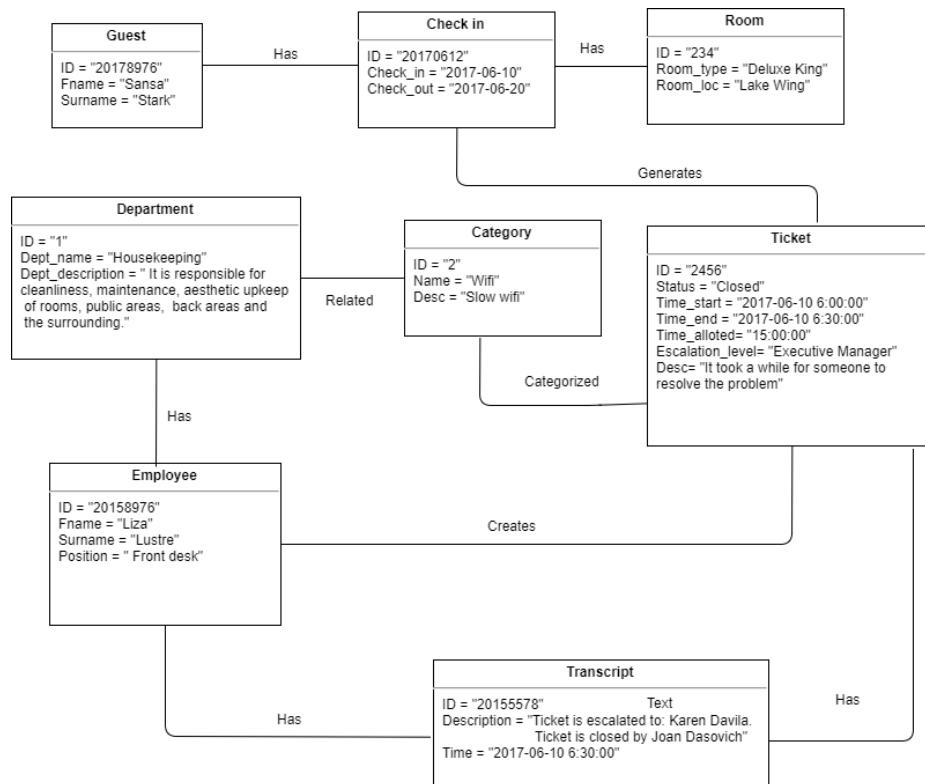 Guest
ID = "20178976"
Fname = "Sansa"
Surname = "Stark"
Has
Check in
ID = "20170612"
Check_in = "2017-06-10"
Check_out = "2017-06-20"
Has
Room
ID = "234"
Room_type = "Deluxe King"
Room_loc = "Lake Wing"
Generates
Department
ID = "1"
Dept_name = "Housekeeping"
Dept_description = " It is responsible for
cleanliness, maintenance, aesthetic upkeep
of rooms, public areas,  back areas and
the surrounding."
Related
Category
ID = "2"
Name = "Wifi"
Desc = "Slow wifi"
Categorized
Ticket
ID = "2456"
Status = "Closed"
Time_start = "2017-06-10 6:00:00"
Time_end = "2017-06-10 6:30:00"
Time_alloted= "15:00:00"
Escalation_level= "Executive Manager"
Desc= "It took a while for someone to
resolve the problem"
Has
Employee
ID = "20158976"
Fname = "Liza"
Surname = "Lustre"
Position = " Front desk"
Creates
Has
Transcript
ID = "20155578"
Text
Description = "Ticket is escalated to: Karen Davila.
Ticket is closed by Joan Dasovich"
Time = "2017-06-10 6:30:00"
Has